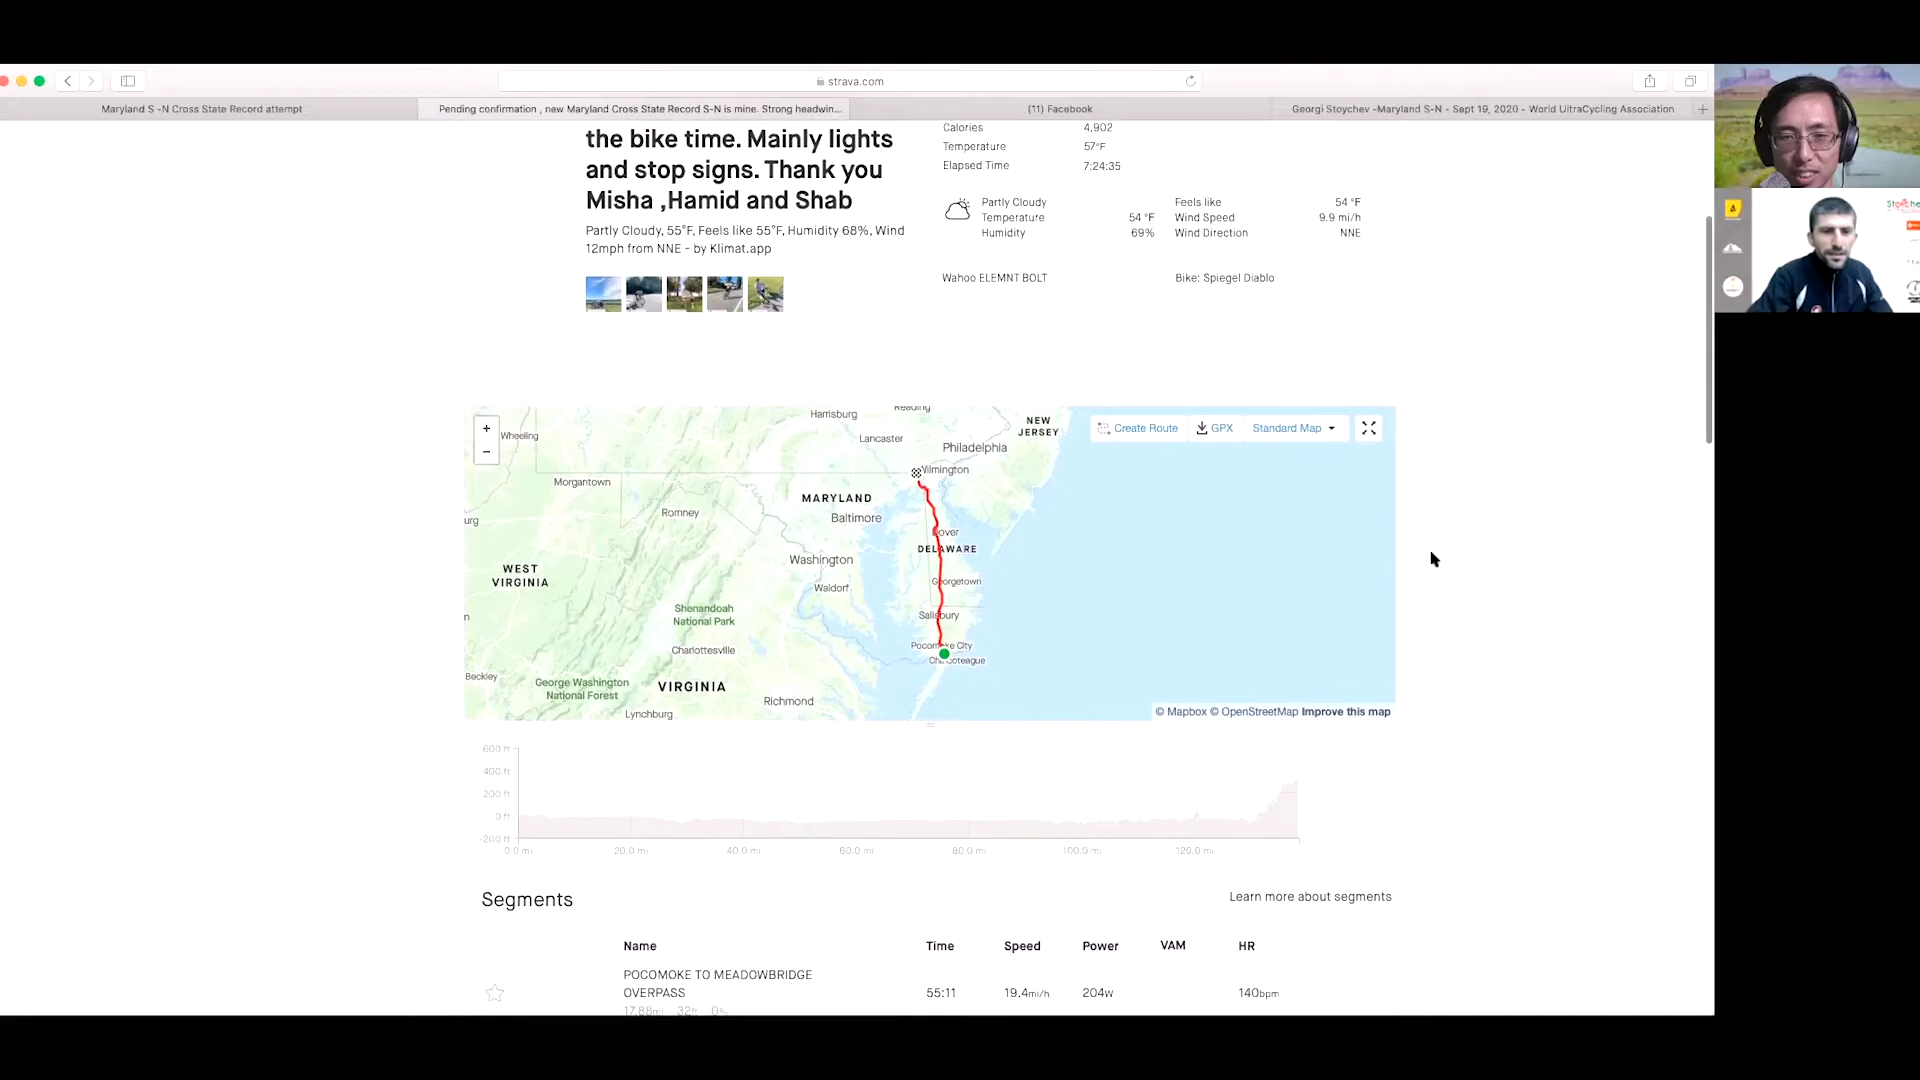 strava.com
Maryland S -N Cross State Record attempt
Pending confirmation , new Maryland Cross State Record S-N is mine. Strong headwin...
(11) Facebook
Georgi Stoychev -Maryland S-N - Sept 19, 2020 - World UltraCycling Association
the bike time. Mainly lights
and stop signs. Thank you
Misha ,Hamid and Shab
Partly Cloudy, 55°F, Feels like 55°F, Humidity 68%, Wind
12mph from NNE - by Klimat.app
Calories 4,902
Temperature 57°F
Elapsed Time 7:24:35
Partly Cloudy Feels like 54 °F
Temperature 54 °F Wind Speed 9.9 mi/h
Humidity 69% Wind Direction NNE
Wahoo ELEMNT BOLT Bike: Spiegel Diablo
+
−
Create Route GPX Standard Map
Harrisburg
Reading
NEW
JERSEY
Wheeling
Lancaster
Philadelphia
Wilmington
Morgantown
MARYLAND
Baltimore
Romney
urg
Dover
DELAWARE
Washington
WEST
VIRGINIA
Georgetown
Waldorf
Shenandoah
National Park
Salisbury
n
Charlottesville
Pocomoke City
Chincoteague
Beckley
George Washington
National Forest
VIRGINIA
Richmond
Lynchburg
© Mapbox © OpenStreetMap Improve this map
600 ft
400 ft
200 ft
0 ft
-200 ft
0.0 mi 20.0 mi 40.0 mi 60.0 mi 80.0 mi 100.0 mi 120.0 mi
Segments
Learn more about segments
Name Time Speed Power VAM HR
POCOMOKE TO MEADOWBRIDGE
OVERPASS
55:11 19.4mi/h 204W 140bpm
17.88mi 32ft 0%